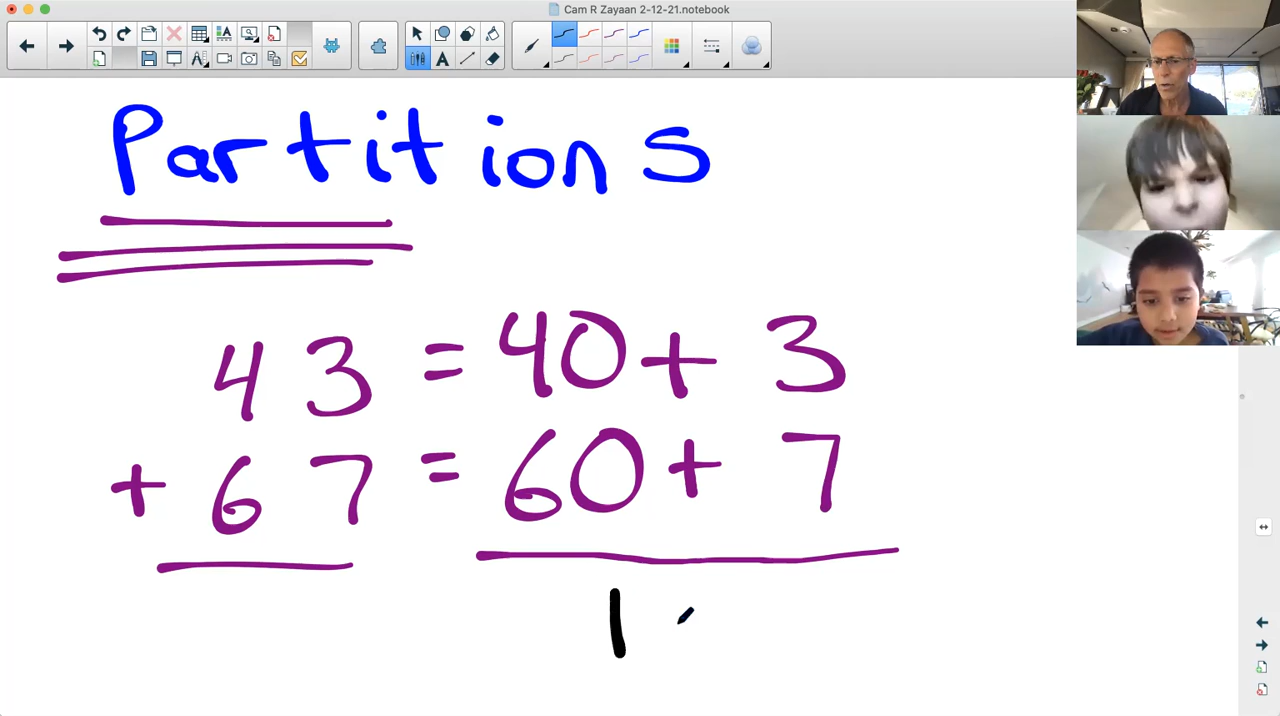 Cam R Zayaan 2-12-21.notebook
Partitions
43 = 40 + 3
+ 67 = 60 + 7
1